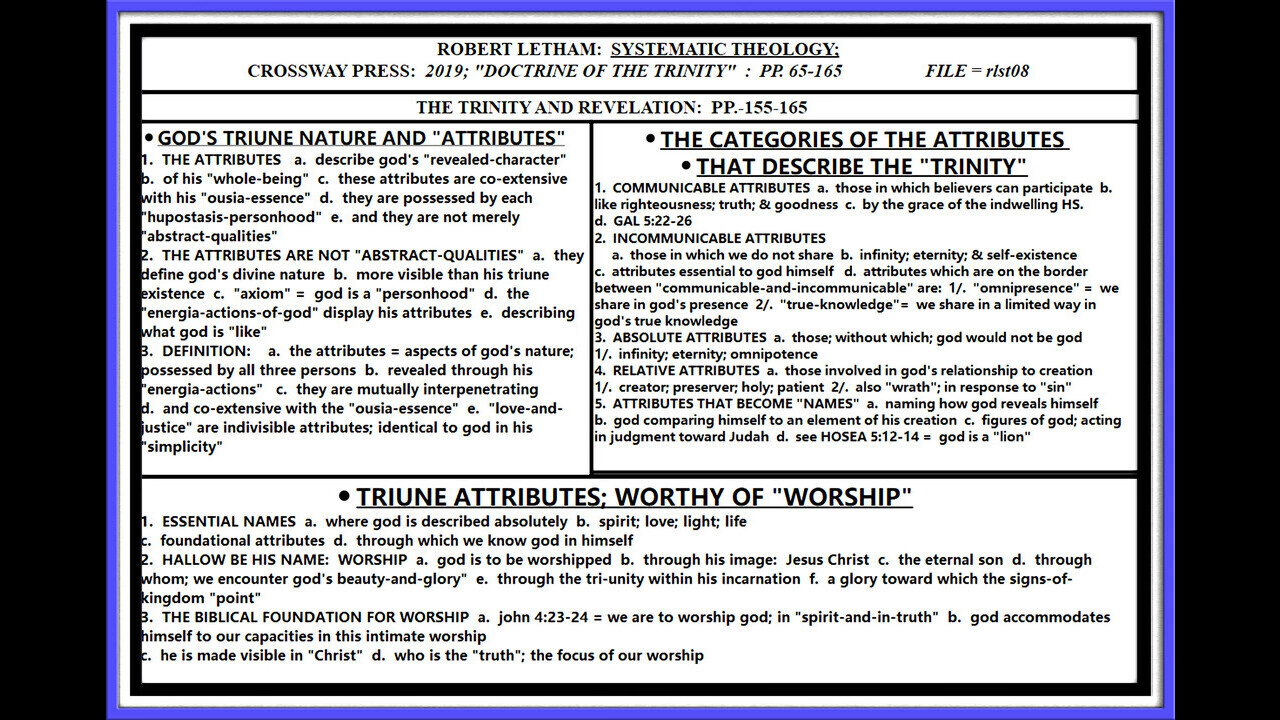 ROBERT LETHAM: SYSTEMATIC THEOLOGY;
CROSSWAY PRESS: 2019; "DOCTRINE OF THE TRINITY" : PP. 65-165 FILE = rlst08
THE TRINITY AND REVELATION: PP.-155-165
• GOD'S TRIUNE NATURE AND "ATTRIBUTES"
1. THE ATTRIBUTES a. describe god's "revealed-character"
b. of his "whole-being" c. these attributes are co-extensive
with his "ousia-essence" d. they are possessed by each
"hupostasis-personhood" e. and they are not merely
"abstract-qualities"
2. THE ATTRIBUTES ARE NOT "ABSTRACT-QUALITIES" a. they
define god's divine nature b. more visible than his triune
existence c. "axiom" = god is a "personhood" d. the
"energia-actions-of-god" display his attributes e. describing
what god is "like"
3. DEFINITION: a. the attributes = aspects of god's nature;
possessed by all three persons b. revealed through his
"energia-actions" c. they are mutually interpenetrating
d. and co-extensive with the "ousia-essence" e. "love-and-
justice" are indivisible attributes; identical to god in his
"simplicity"
• THE CATEGORIES OF THE ATTRIBUTES
• THAT DESCRIBE THE "TRINITY"
1. COMMUNICABLE ATTRIBUTES a. those in which believers can participate b.
like righteousness; truth; & goodness c. by the grace of the indwelling HS.
d. GAL 5:22-26
2. INCOMMUNICABLE ATTRIBUTES
a. those in which we do not share b. infinity; eternity; & self-existence
c. attributes essential to god himself d. attributes which are on the border
between "communicable-and-incommunicable" are: 1/. "omnipresence" = we
share in god's presence 2/. "true-knowledge"= we share in a limited way in
god's true knowledge
3. ABSOLUTE ATTRIBUTES a. those; without which; god would not be god
1/. infinity; eternity; omnipotence
4. RELATIVE ATTRIBUTES a. those involved in god's relationship to creation
1/. creator; preserver; holy; patient 2/. also "wrath"; in response to "sin"
5. ATTRIBUTES THAT BECOME "NAMES" a. naming how god reveals himself
b. god comparing himself to an element of his creation c. figures of god; acting
in judgment toward Judah d. see HOSEA 5:12-14 = god is a "lion"
• TRIUNE ATTRIBUTES; WORTHY OF "WORSHIP"
1. ESSENTIAL NAMES a. where god is described absolutely b. spirit; love; light; life
c. foundational attributes d. through which we know god in himself
2. HALLOW BE HIS NAME: WORSHIP a. god is to be worshipped b. through his image: Jesus Christ c. the eternal son d. through
whom; we encounter god's beauty-and-glory" e. through the tri-unity within his incarnation f. a glory toward which the signs-of-
kingdom "point"
3. THE BIBLICAL FOUNDATION FOR WORSHIP a. john 4:23-24 = we are to worship god; in "spirit-and-in-truth" b. god accommodates
himself to our capacities in this intimate worship
c. he is made visible in "Christ" d. who is the "truth"; the focus of our worship